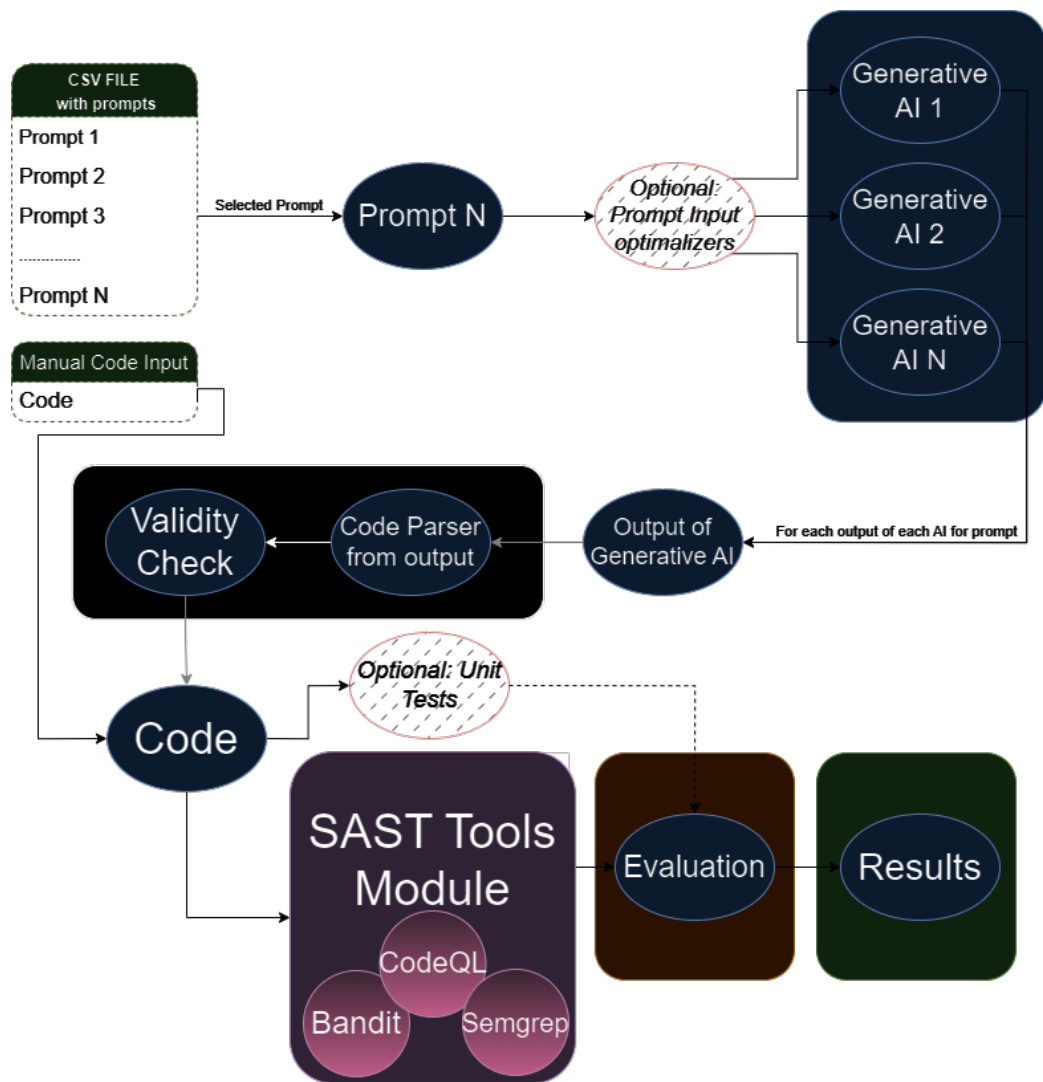 CSV FILE
with prompts
Prompt 1
Prompt 2
Prompt 3
Prompt N
Selected Prompt
Prompt N
Optional:
Prompt Input
optimalizers
Generative
AI 1
Generative
AI 2
Generative
AI N
Manual Code Input
Code
Validity
Check
Code Parser
from output
Output of
Generative AI
For each output of each AI for prompt
Code
Optional: Unit
Tests
SAST Tools
Module
CodeQL
Bandit
Semgrep
Evaluation
Results